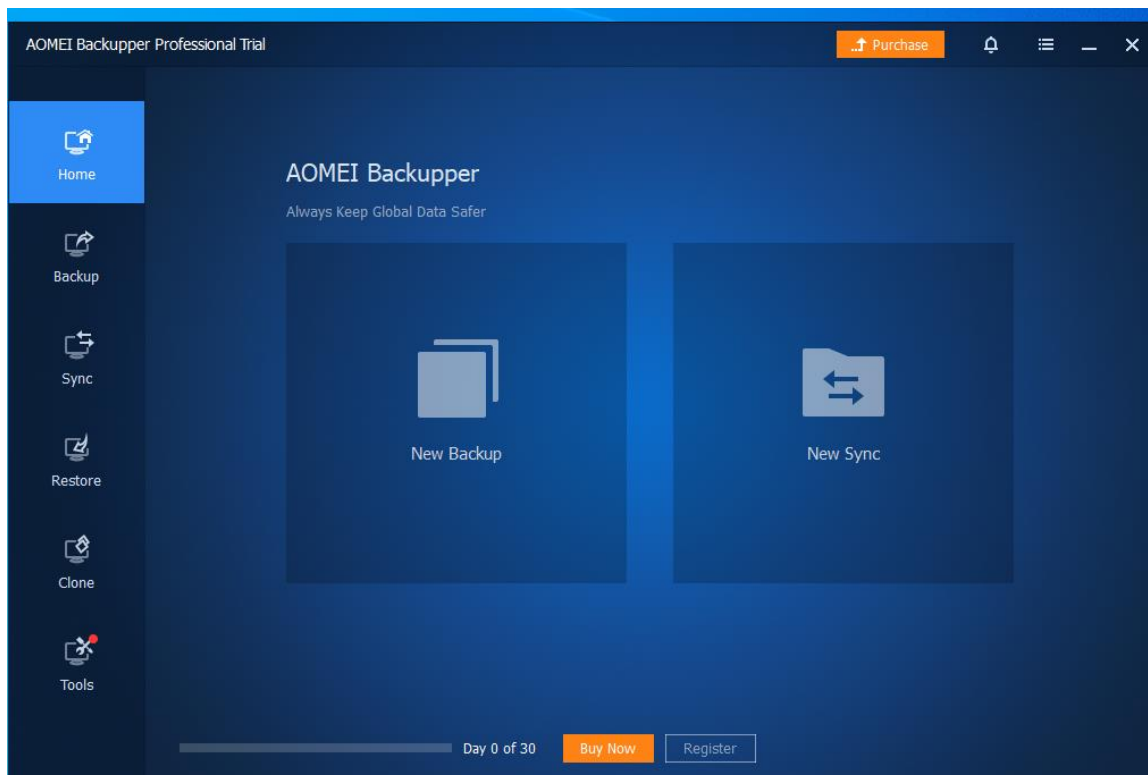 AOMEI Backupper Professional Trial
Purchase
Home
Backup
Sync
Restore
Clone
Tools
AOMEI Backupper
Always Keep Global Data Safer
New Backup
New Sync
Day 0 of 30
Buy Now
Register